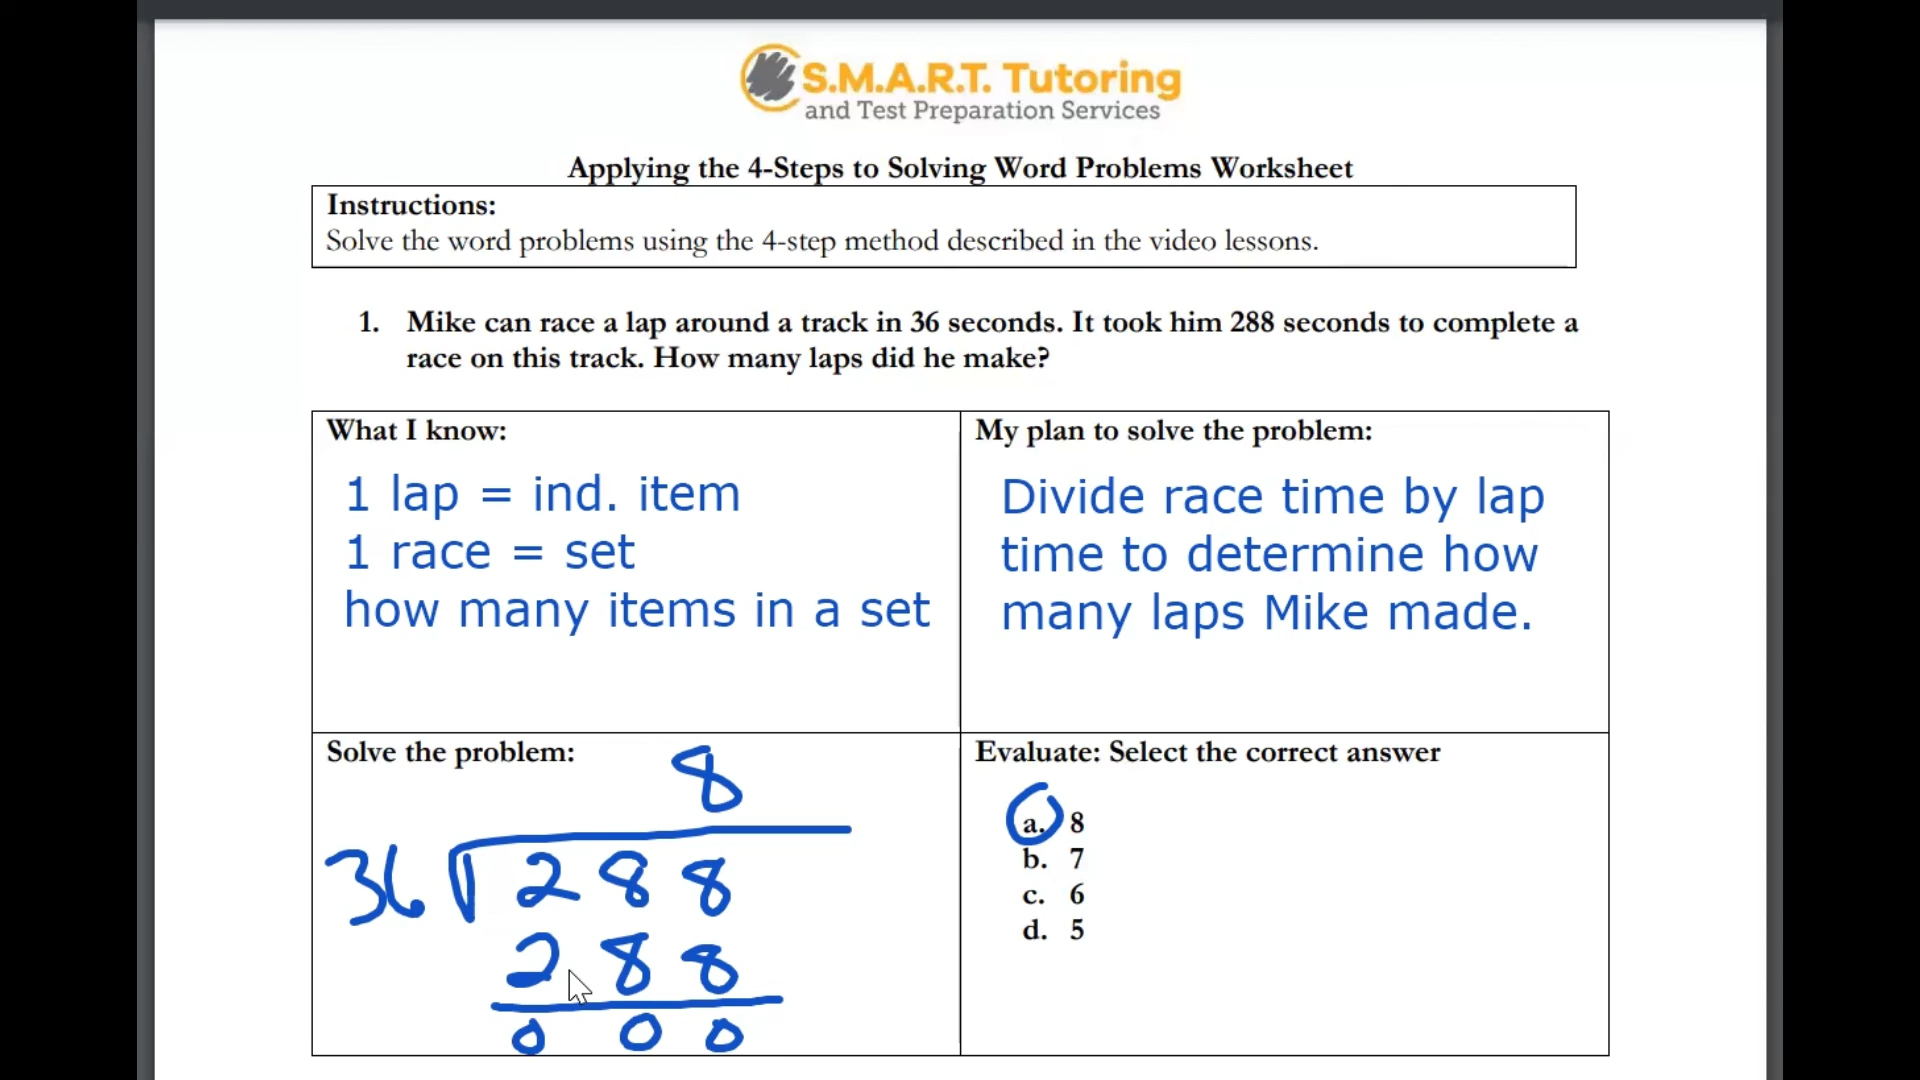 S.M.A.R.T. Tutoring
and Test Preparation Services
Applying the 4-Steps to Solving Word Problems Worksheet
Instructions:
Solve the word problems using the 4-step method described in the video lessons.
1. Mike can race a lap around a track in 36 seconds. It took him 288 seconds to complete a
race on this track. How many laps did he make?
What I know:
1 lap = ind. item
1 race = set
how many items in a set
My plan to solve the problem:
Divide race time by lap
time to determine how
many laps Mike made.
Solve the problem:
8
36 288
288
000
Evaluate: Select the correct answer
a. 8
b. 7
c. 6
d. 5